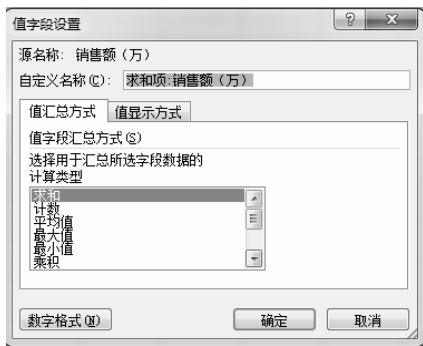 值字段设置
源名称: 销售额（万）
自定义名称(C): 求和项:销售额（万）
值汇总方式 值显示方式
值字段汇总方式(S)
选择用于汇总所选字段数据的
计算类型
求和
计数
平均值
最大值
最小值
乘积
数字格式(N) 确定 取消